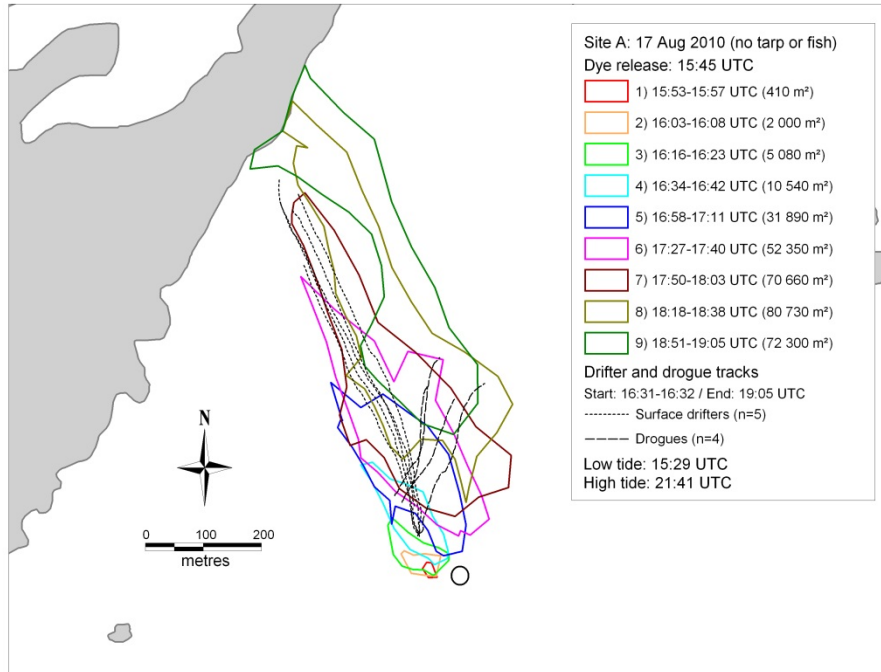 Site A: 17 Aug 2010 (no tarp or fish)
Dye release: 15:45 UTC
1) 15:53-15:57 UTC (410 m²)
2) 16:03-16:08 UTC (2 000 m²)
3) 16:16-16:23 UTC (5 080 m²)
4) 16:34-16:42 UTC (10 540 m²)
5) 16:58-17:11 UTC (31 890 m²)
6) 17:27-17:40 UTC (52 350 m²)
7) 17:50-18:03 UTC (70 660 m²)
8) 18:18-18:38 UTC (80 730 m²)
9) 18:51-19:05 UTC (72 300 m²)
Drifter and drogue tracks
Start: 16:31-16:32 / End: 19:05 UTC
Surface drifters (n=5)
Drogues (n=4)
Low tide: 15:29 UTC
High tide: 21:41 UTC
N
0 100 200
metres